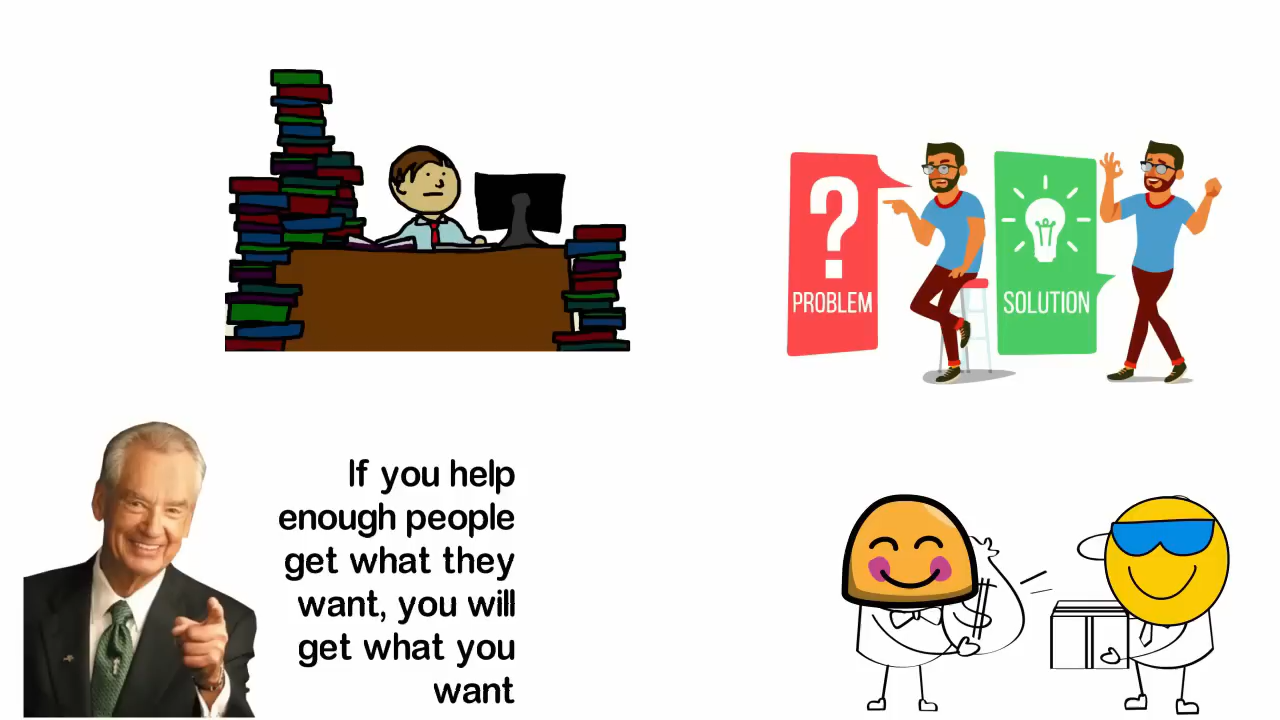 PROBLEM
SOLUTION
If you help
enough people
get what they
want, you will
get what you
want